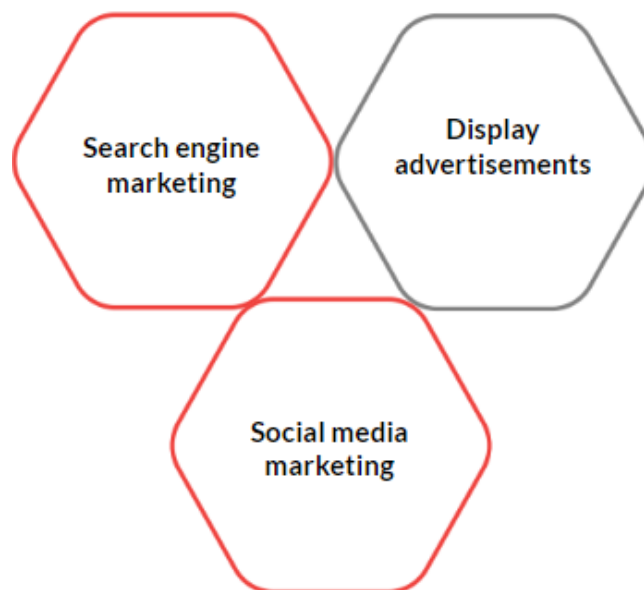 Search engine
marketing
Display
advertisements
Social media
marketing